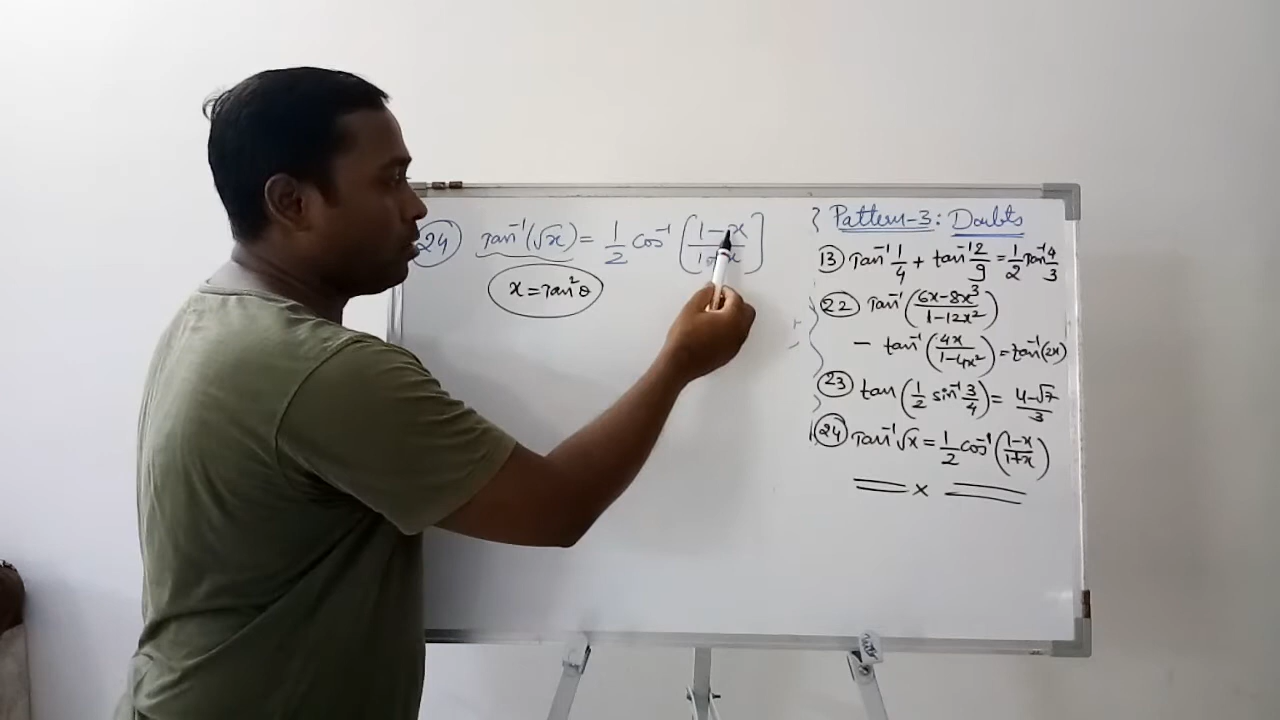 24 Tan⁻¹(√x) = 1/2 cos⁻¹ [(1-x)/(1+x)]
x = Tan²θ
Pattern-3: Doubts
13) Tan⁻¹ 1/4 + tan⁻¹ 2/9 = 1/2 Tan⁻¹ 4/3
22 Tan⁻¹ ((6x-8x³)/(1-12x²))
- tan⁻¹ (4x/(1-4x²)) = tan⁻¹(2x)
23 tan (1/2 sin⁻¹ 3/4) = (4-√7)/3
24 Tan⁻¹ √x = 1/2 cos⁻¹ ((1-x)/(1+x))
x